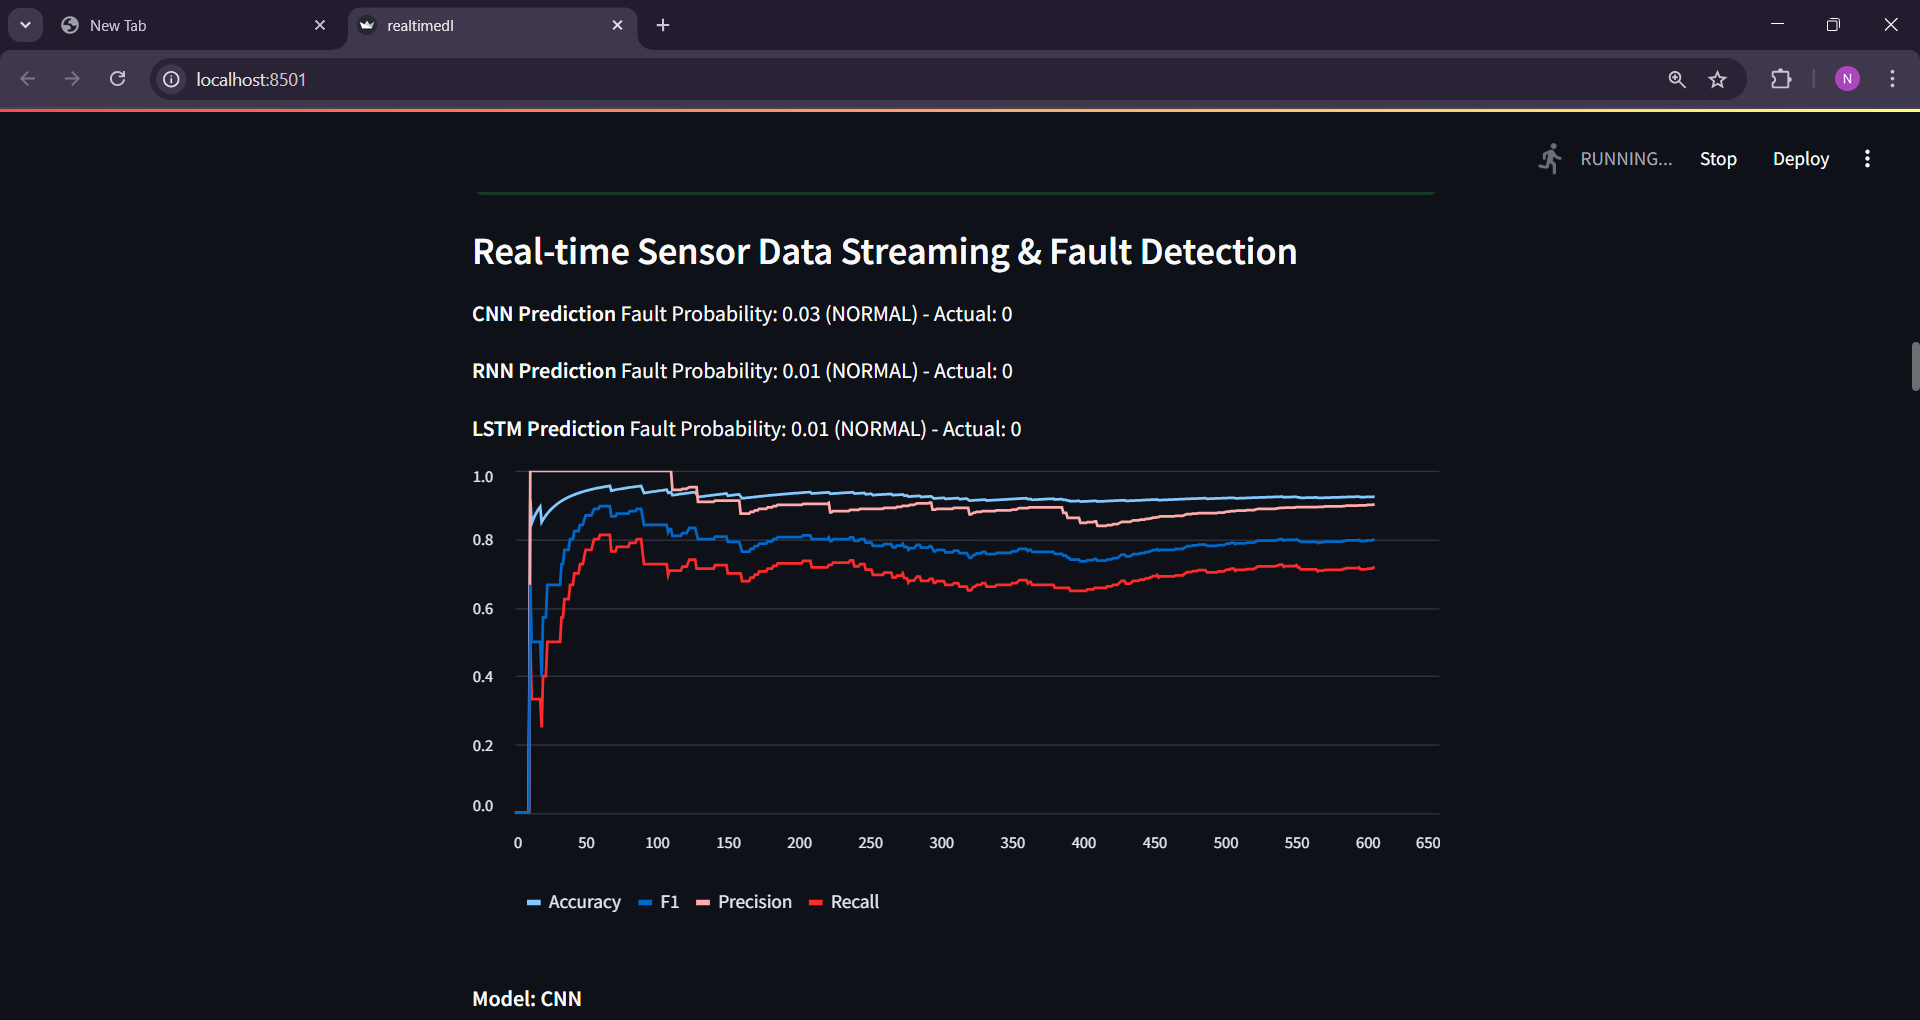 New Tab
realtimedl
localhost:8501
N
RUNNING... Stop Deploy
Real-time Sensor Data Streaming & Fault Detection
CNN Prediction Fault Probability: 0.03 (NORMAL) - Actual: 0
RNN Prediction Fault Probability: 0.01 (NORMAL) - Actual: 0
LSTM Prediction Fault Probability: 0.01 (NORMAL) - Actual: 0
1.0
0.8
0.6
0.4
0.2
0.0
0 50 100 150 200 250 300 350 400 450 500 550 600 650
Accuracy F1 Precision Recall
Model: CNN